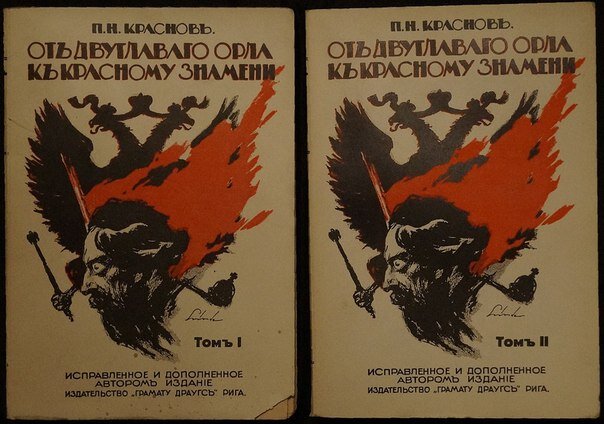 П.Н. КРАСНОВЪ.
ОТЪ ДВУГЛАВАГО ОРЛА
КЪ КРАСНОМУ ЗНАМЕНИ
Томъ I
ИСПРАВЛЕННОЕ И ДОПОЛНЕННОЕ
АВТОРОМЪ ИЗДАНІЕ
ИЗДАТЕЛЬСТВО „ГРАМАТУ ДРАУГСЪ" РИГА.
П.Н. КРАСНОВЪ.
ОТЪ ДВУГЛАВАГО ОРЛА
КЪ КРАСНОМУ ЗНАМЕНИ
Томъ II
ИСПРАВЛЕННОЕ И ДОПОЛНЕННОЕ
АВТОРОМЪ ИЗДАНІЕ
ИЗДАТЕЛЬСТВО „ГРАМАТУ ДРАУГСЪ" РИГА.